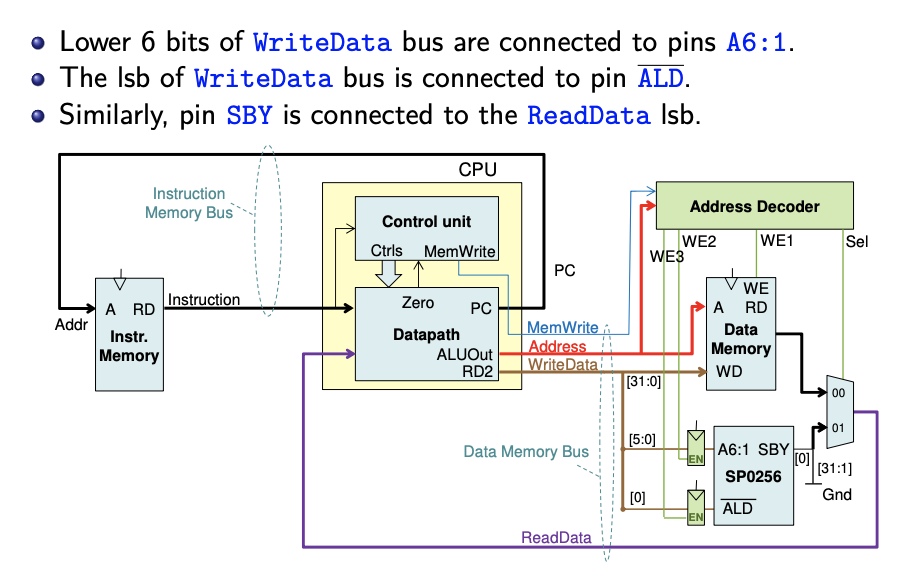 Lower 6 bits of WriteData bus are connected to pins A6:1.
The lsb of WriteData bus is connected to pin A̅L̅D̅.
Similarly, pin SBY is connected to the ReadData lsb.
CPU
Instruction
Memory Bus
Control unit
Ctrls
MemWrite
Address Decoder
WE3
WE2
WE1
Sel
PC
A
RD
Instr.
Memory
Addr
Instruction
Zero
PC
Datapath
ALUOut
RD2
MemWrite
Address
WriteData
[31:0]
WE
A
RD
Data
Memory
WD
00
01
Data Memory Bus
[5:0]
EN
A6:1
SBY
SP0256
[0]
[31:1]
Gnd
[0]
EN
A̅L̅D̅
ReadData